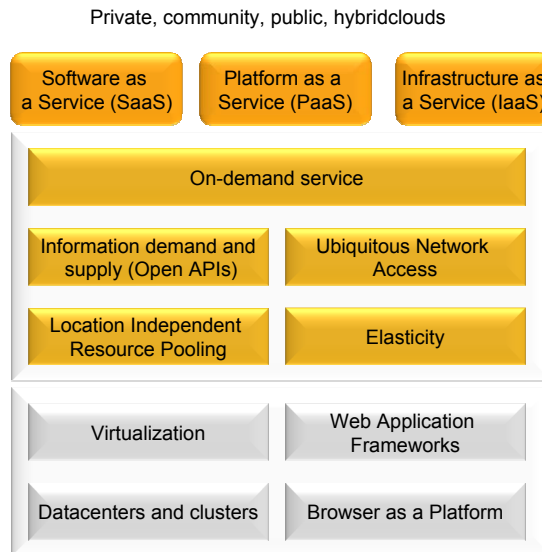 Private, community, public, hybridclouds
Software as
a Service (SaaS)
Platform as a
Service (PaaS)
Infrastructure as
a Service (IaaS)
On-demand service
Information demand and
supply (Open APIs)
Ubiquitous Network
Access
Location Independent
Resource Pooling
Elasticity
Virtualization
Web Application
Frameworks
Datacenters and clusters
Browser as a Platform